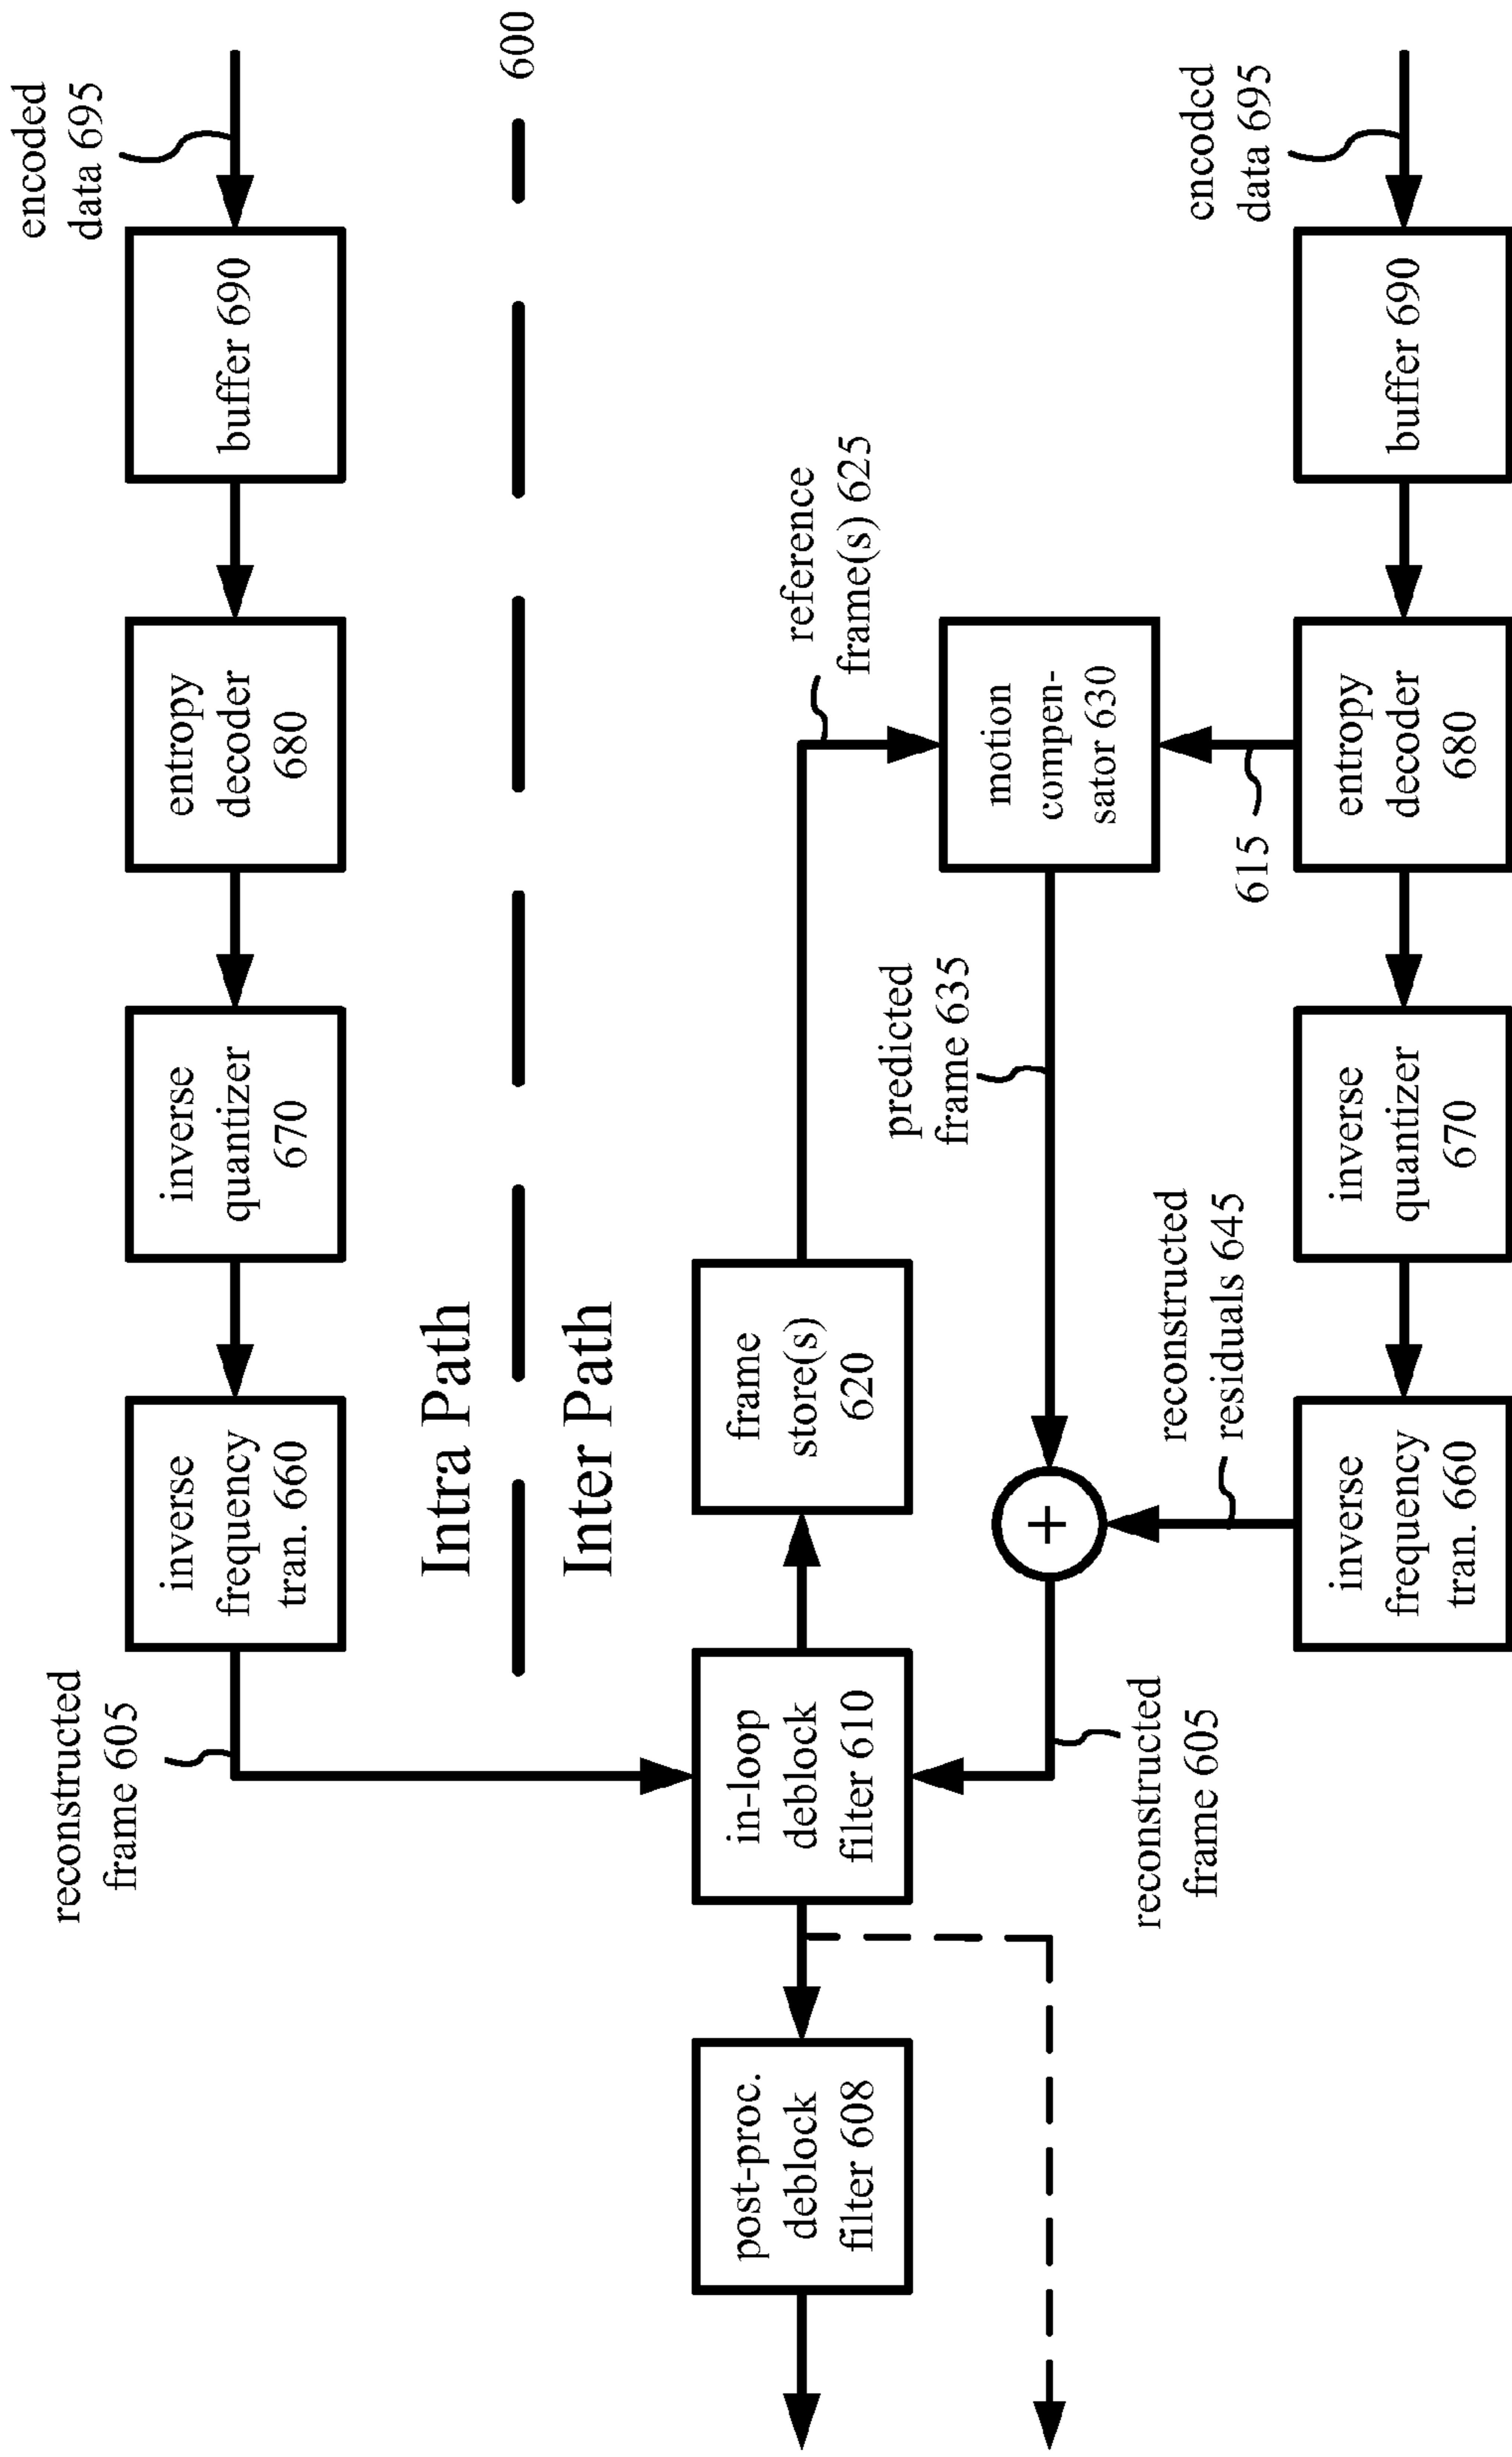 reconstructed
frame 605
inverse
frequency
tran. 660
inverse
quantizer
670
entropy
decoder
680
buffer 690
encoded
data 695
Intra Path
600
Inter Path
post-proc.
deblock
filter 608
in-loop
deblock
filter 610
frame
store(s)
620
reference
frame(s) 625
predicted
frame 635
motion
compen-
sator 630
+
reconstructed
frame 605
reconstructed
residuals 645
615
encoded
data 695
inverse
frequency
tran. 660
inverse
quantizer
670
entropy
decoder
680
buffer 690